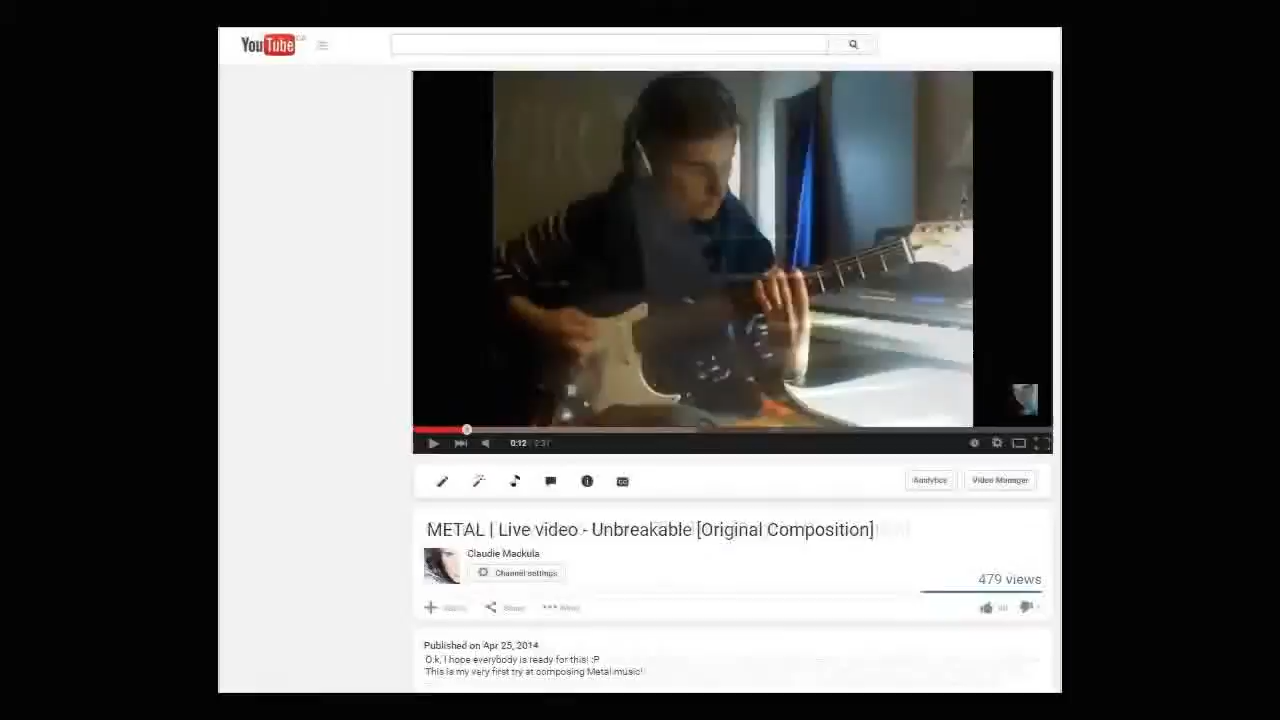 YouTube CA
0:12
Analytics
Video Manager
METAL | Live video - Unbreakable [Original Composition]
Claudie Mackula
Channel settings
479 views
Share
Published on Apr 25, 2014
O.k, I hope everybody is ready for this! :P
This is my very first try at composing Metal music!